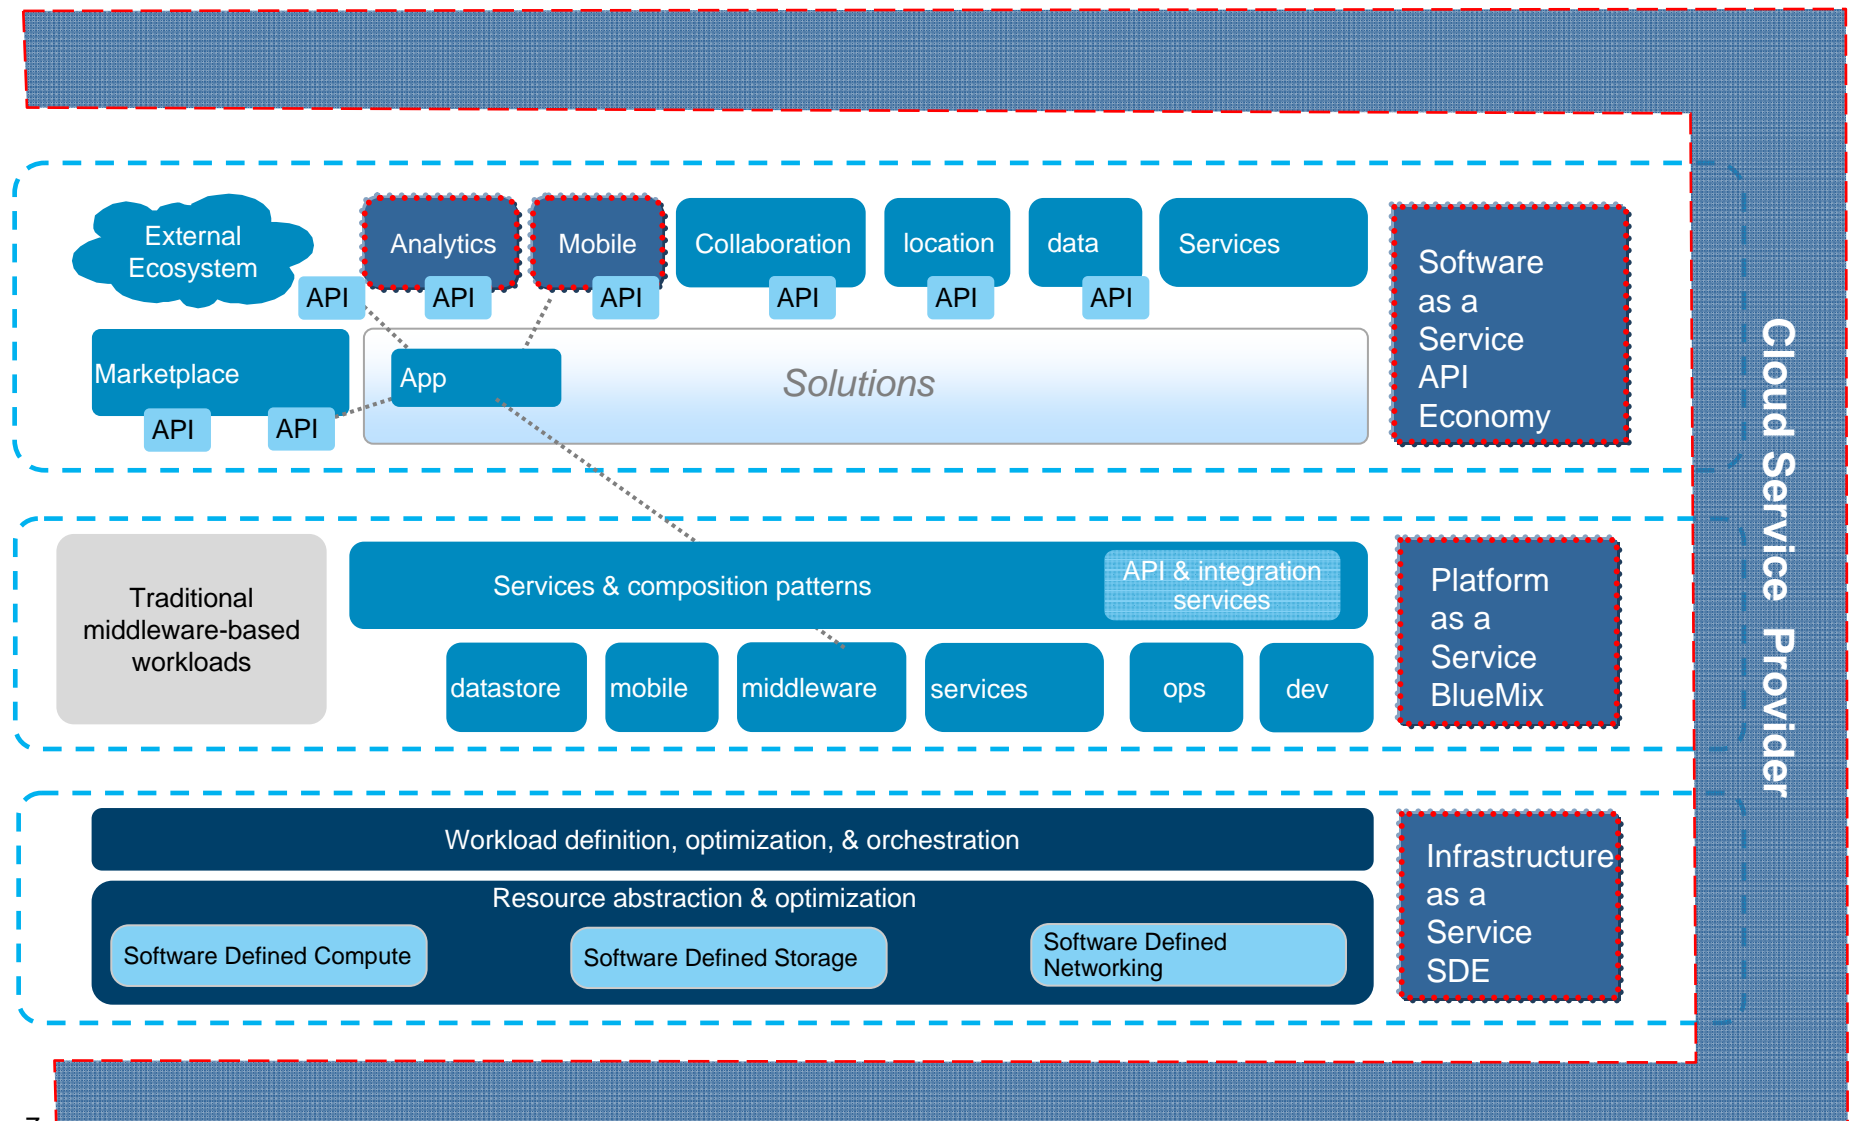 External
Ecosystem
API
Analytics
API
Mobile
API
Collaboration
API
location
API
data
API
Services
Software
as a
Service
API
Economy
Marketplace
API
API
App
Solutions
Cloud Service Provider
Traditional
middleware-based
workloads
Services & composition patterns
API & integration
services
datastore
mobile
middleware
services
ops
dev
Platform
as a
Service
BlueMix
Workload definition, optimization, & orchestration
Resource abstraction & optimization
Software Defined Compute
Software Defined Storage
Software Defined
Networking
Infrastructure
as a
Service
SDE